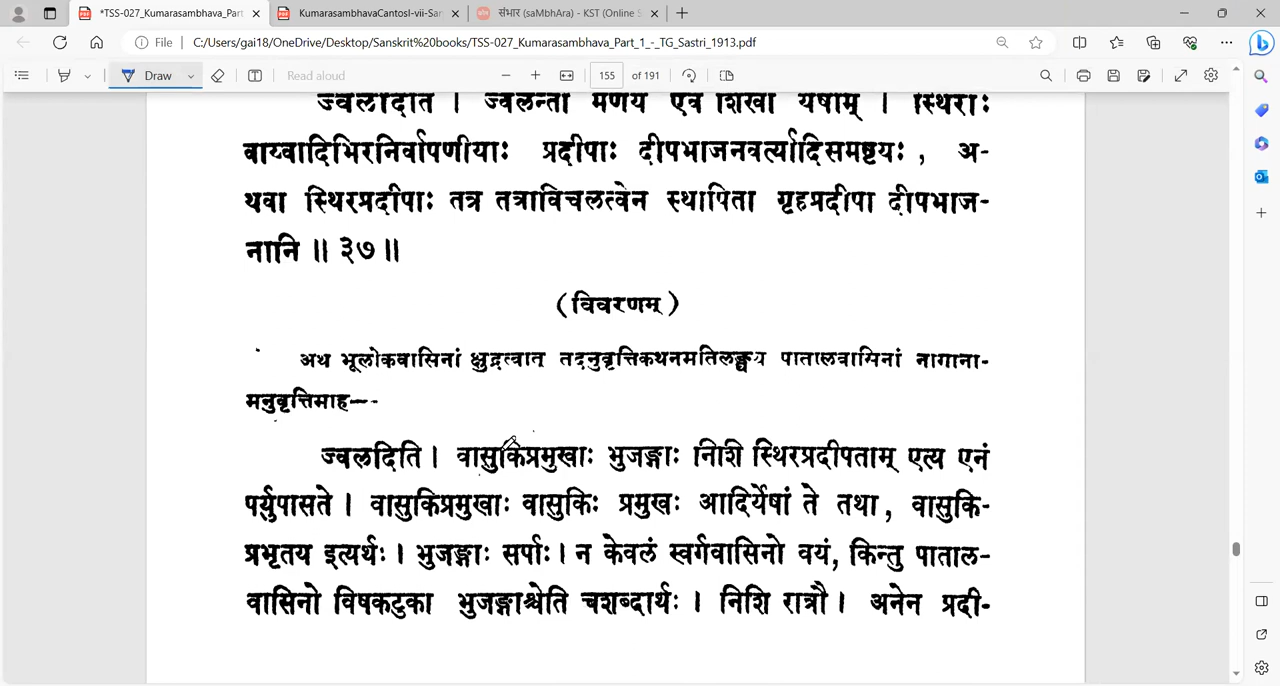 *TSS-027_Kumarasambhava_Part
KumarasambhavaCantosI-vii-San
संभार (saMbhAra) - KST (Online S
File
C:/Users/gai18/OneDrive/Desktop/Sanskrit%20books/TSS-027_Kumarasambhava_Part_1_-_TG_Sastri_1913.pdf
Draw
Read aloud
155 of 191
ज्वलदिति । ज्वलन्तो मणय एव शिखा येषाम् । स्थिराः
वाय्वादिभिरनिर्वापणीयाः प्रदीपाः दीपभाजनवर्त्यादिसमष्टयः , अ-
थवा स्थिरप्रदीपाः तत्र तत्राविचलत्वेन स्थापिता गृहप्रदीपा दीपभाज-
नानि ॥ ३७ ॥
(विवरणम्)
अथ भूलोकवासिनां क्षुद्रत्वात् तदनुवृत्तिकथनमतिलङ्घ्य पातालवासिनां नागाना-
मनुवृत्तिमाह—
ज्वलदिति । वासुकिप्रमुखाः भुजङ्गाः निशि स्थिरप्रदीपताम् एत्य एनं
पर्युपासते । वासुकिप्रमुखाः वासुकिः प्रमुखः आदिर्येषां ते तथा , वासुकि-
प्रभृतय इत्यर्थः । भुजङ्गाः सर्पाः । न केवलं स्वर्गवासिनो वयं, किन्तु पाताल-
वासिनो विषकटुका भुजङ्गाश्चेति चशब्दार्थः । निशि रात्रौ । अनेन प्रदी-